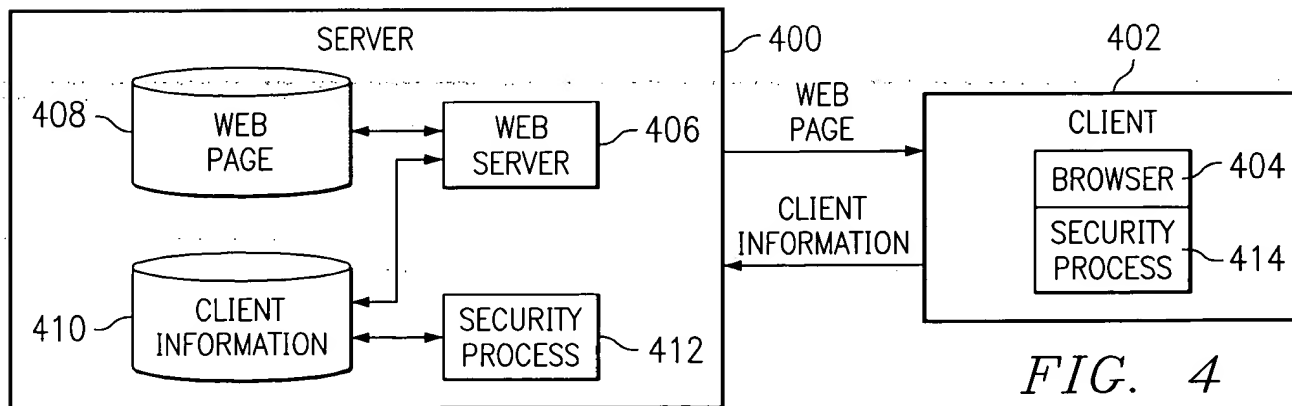 SERVER
400
402
408
WEB
PAGE
WEB
SERVER
406
WEB
PAGE
CLIENT
BROWSER
404
CLIENT
INFORMATION
SECURITY
PROCESS
414
410
CLIENT
INFORMATION
SECURITY
PROCESS
412
FIG. 4